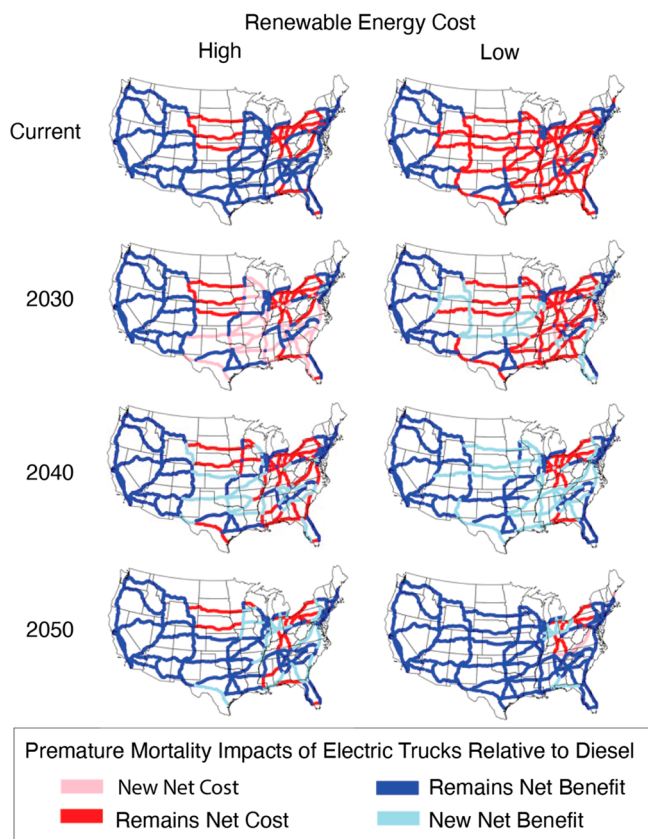 Renewable Energy Cost
High
Low
Current
2030
2040
2050
Premature Mortality Impacts of Electric Trucks Relative to Diesel
New Net Cost
Remains Net Benefit
Remains Net Cost
New Net Benefit